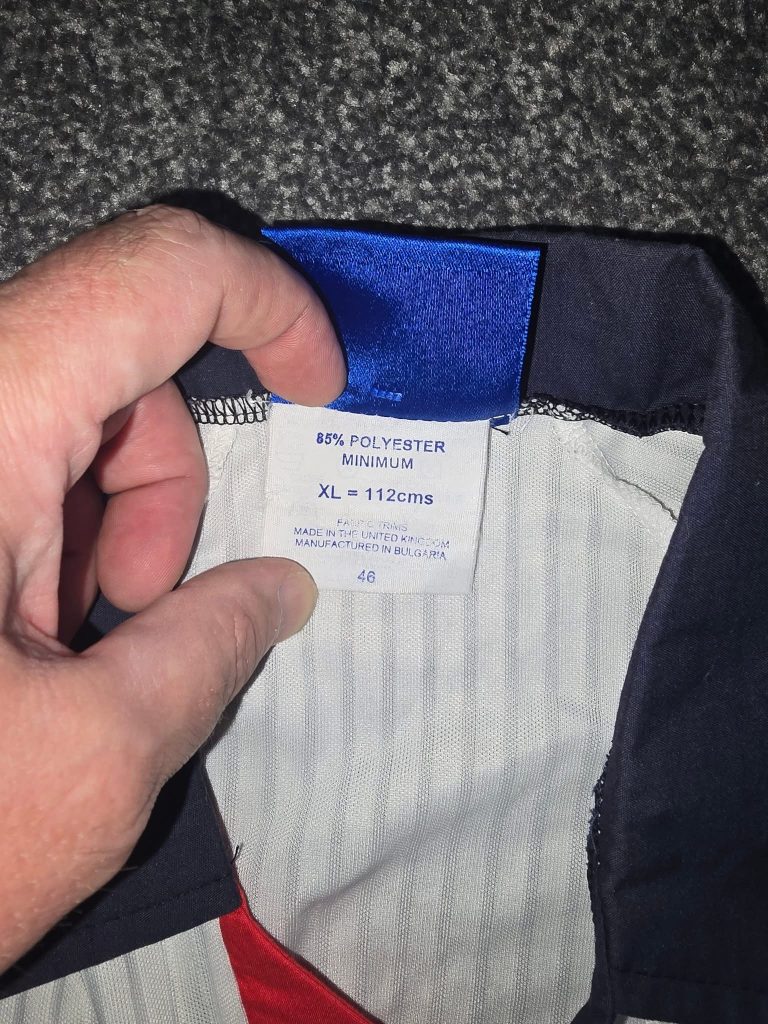 85% POLYESTER
MINIMUM
XL = 112cms
FABRIC TRIMS
MADE IN THE UNITED KINGDOM
MANUFACTURED IN BULGARIA
46